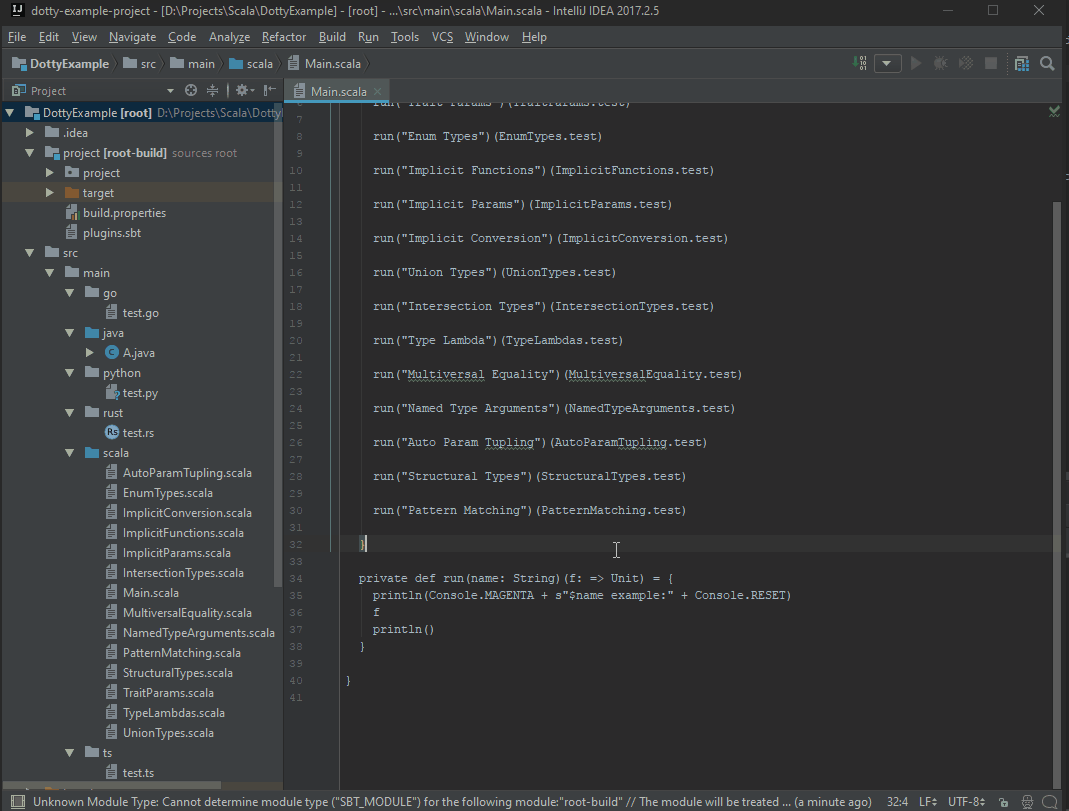 dotty-example-project - [D:\Projects\Scala\DottyExample] - [root] - ...\src\main\scala\Main.scala - IntelliJ IDEA 2017.2.5
File Edit View Navigate Code Analyze Refactor Build Run Tools VCS Window Help
DottyExample src main scala Main.scala
Project
Main.scala
DottyExample [root] D:\Projects\Scala\Dotty
.idea
project [root-build] sources root
project
target
build.properties
plugins.sbt
src
main
go
test.go
java
A.java
python
test.py
rust
test.rs
scala
AutoParamTupling.scala
EnumTypes.scala
ImplicitConversion.scala
ImplicitFunctions.scala
ImplicitParams.scala
IntersectionTypes.scala
Main.scala
MultiversalEquality.scala
NamedTypeArguments.scala
PatternMatching.scala
StructuralTypes.scala
TraitParams.scala
TypeLambdas.scala
UnionTypes.scala
ts
test.ts
6 run("Trait Params")(TraitParams.test)
7
8 run("Enum Types")(EnumTypes.test)
9
10 run("Implicit Functions")(ImplicitFunctions.test)
11
12 run("Implicit Params")(ImplicitParams.test)
13
14 run("Implicit Conversion")(ImplicitConversion.test)
15
16 run("Union Types")(UnionTypes.test)
17
18 run("Intersection Types")(IntersectionTypes.test)
19
20 run("Type Lambda")(TypeLambdas.test)
21
22 run("Multiversal Equality")(MultiversalEquality.test)
23
24 run("Named Type Arguments")(NamedTypeArguments.test)
25
26 run("Auto Param Tupling")(AutoParamTupling.test)
27
28 run("Structural Types")(StructuralTypes.test)
29
30 run("Pattern Matching")(PatternMatching.test)
31
32 }
33
34 private def run(name: String)(f: => Unit) = {
35 println(Console.MAGENTA + s"$name example:" + Console.RESET)
36 f
37 println()
38 }
39
40 }
41
Unknown Module Type: Cannot determine module type ("SBT_MODULE") for the following module:"root-build" // The module will be treated ... (a minute ago) 32:4 LF UTF-8